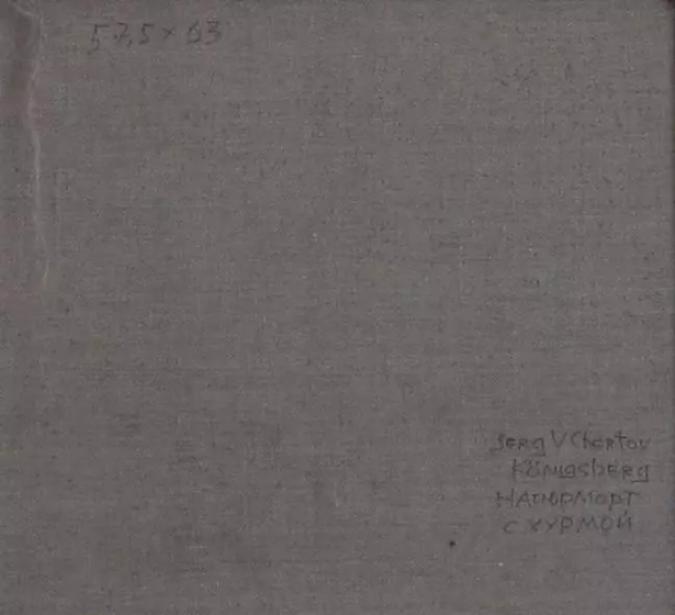 57,5 × 63
Serg V Chertov
Königsberg
НАТЮРМОРТ
С ХУРМОЙ